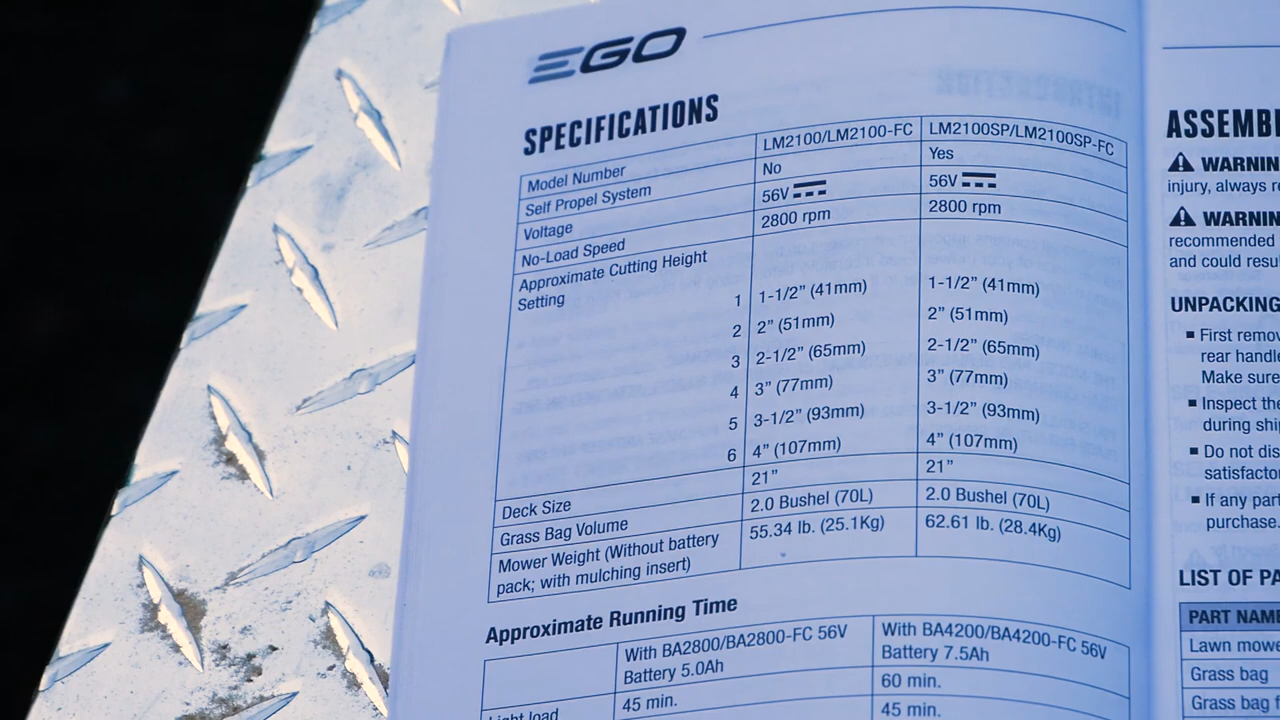 EGO
SPECIFICATIONS
Model Number LM2100/LM2100-FC LM2100SP/LM2100SP-FC
Self Propel System No Yes
Voltage 56V 56V
No-Load Speed 2800 rpm 2800 rpm
Approximate Cutting Height
Setting
1 1-1/2” (41mm) 1-1/2” (41mm)
2 2” (51mm) 2” (51mm)
3 2-1/2” (65mm) 2-1/2” (65mm)
4 3” (77mm) 3” (77mm)
5 3-1/2” (93mm) 3-1/2” (93mm)
6 4” (107mm) 4” (107mm)
Deck Size 21” 21”
Grass Bag Volume 2.0 Bushel (70L) 2.0 Bushel (70L)
Mower Weight (Without battery 55.34 lb. (25.1Kg) 62.61 lb. (28.4Kg)
pack; with mulching insert)
Approximate Running Time
With BA2800/BA2800-FC 56V With BA4200/BA4200-FC 56V
Battery 5.0Ah Battery 7.5Ah
Light load 45 min. 60 min.
45 min.
ASSEMB
WARNIN
injury, always
WARNIN
recommended
and could
UNPACKING
First
rear handle
Make sure
Inspect the
during
Do not
If any
purchase.
LIST OF
PART NAM
Lawn
Grass bag
Grass bag